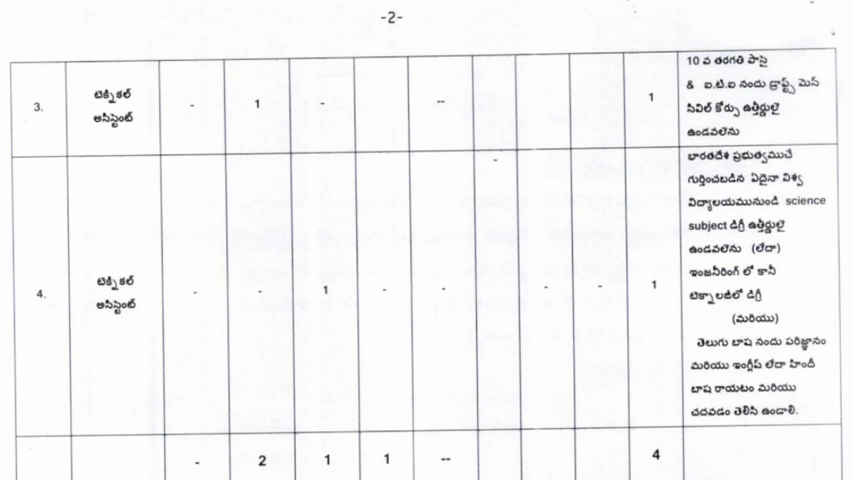 -2-
3. టెక్నికల్ అసిస్టెంట్ - 1 -- 1
10 వ తరగతి పాసై
& ఐ.టి.ఐ నందు డ్రాఫ్ట్స్ మెన్
సివిల్ కోర్సు ఉత్తీర్ణులై
ఉండవలెను
4. టెక్నికల్ అసిస్టెంట్ - - 1 - - - - - 1
భారతదేశ ప్రభుత్వముచే
గుర్తించబడిన ఏదైనా విశ్వ
విద్యాలయమునుండి science
subject డిగ్రీ ఉత్తీర్ణులై
ఉండవలెను (లేదా)
ఇంజనీరింగ్ లో కానీ
టెక్నాలజీలో డిగ్రీ
(మరియు)
తెలుగు బాష నందు పరిజ్ఞానం
మరియు ఇంగ్లీష్ లేదా హిందీ
బాష రాయటం మరియు
చదవడం తెలిసి ఉండాలి.
- 2 1 1 -- 4